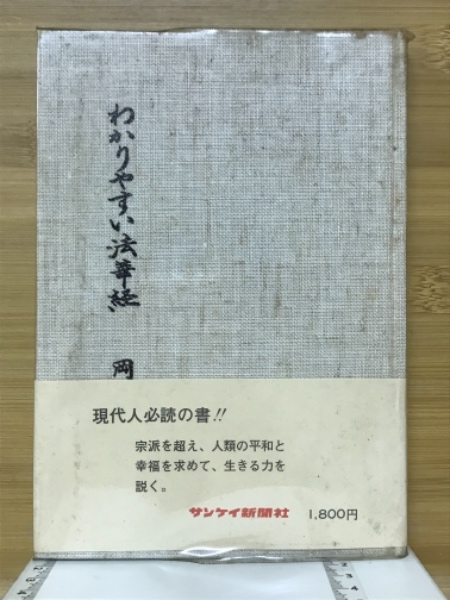 わかりやすい法華経
岡
現代人必読の書!!
宗派を超え、人類の平和と
幸福を求めて、生きる力を
説く。
サンケイ新聞社 1,800円